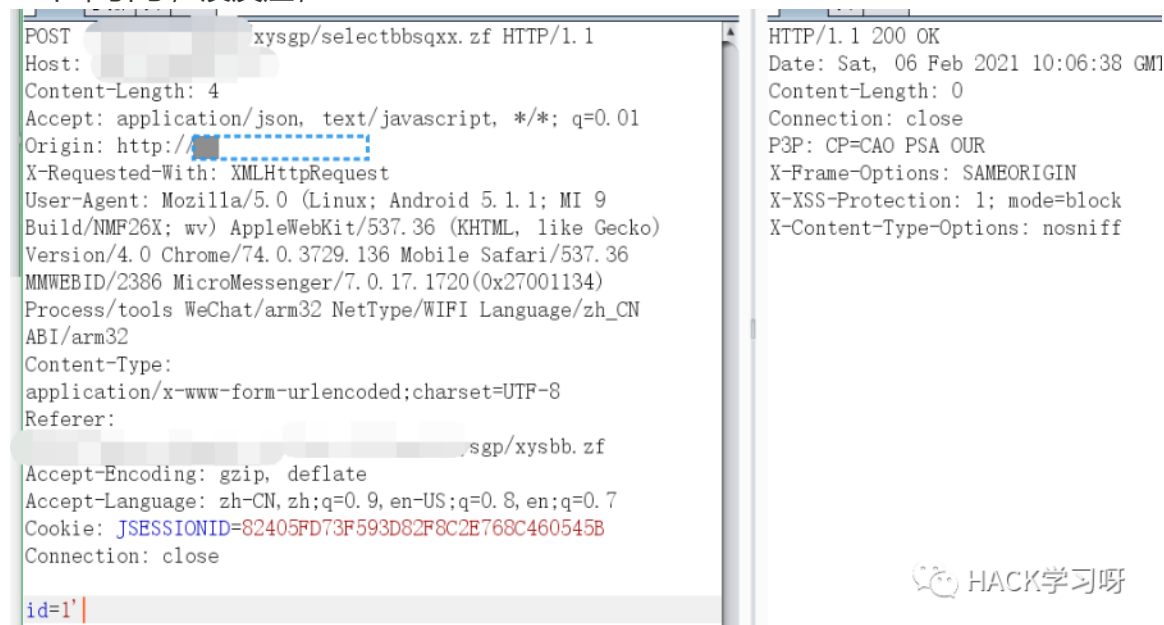 POST xysgp/selectbbsqxx.zf HTTP/1.1
Host:
Content-Length: 4
Accept: application/json, text/javascript, */*; q=0.01
Origin: http://
X-Requested-With: XMLHttpRequest
User-Agent: Mozilla/5.0 (Linux; Android 5.1.1; MI 9
Build/NMF26X; wv) AppleWebKit/537.36 (KHTML, like Gecko)
Version/4.0 Chrome/74.0.3729.136 Mobile Safari/537.36
MMWEBID/2386 MicroMessenger/7.0.17.1720(0x27001134)
Process/tools WeChat/arm32 NetType/WIFI Language/zh_CN
ABI/arm32
Content-Type:
application/x-www-form-urlencoded;charset=UTF-8
Referer:
sgp/xysbb.zf
Accept-Encoding: gzip, deflate
Accept-Language: zh-CN,zh;q=0.9,en-US;q=0.8,en;q=0.7
Cookie: JSESSIONID=82405FD73F593D82F8C2E768C460545B
Connection: close
id=1'
HTTP/1.1 200 OK
Date: Sat, 06 Feb 2021 10:06:38 GMT
Content-Length: 0
Connection: close
P3P: CP=CAO PSA OUR
X-Frame-Options: SAMEORIGIN
X-XSS-Protection: 1; mode=block
X-Content-Type-Options: nosniff
HACK学习呀